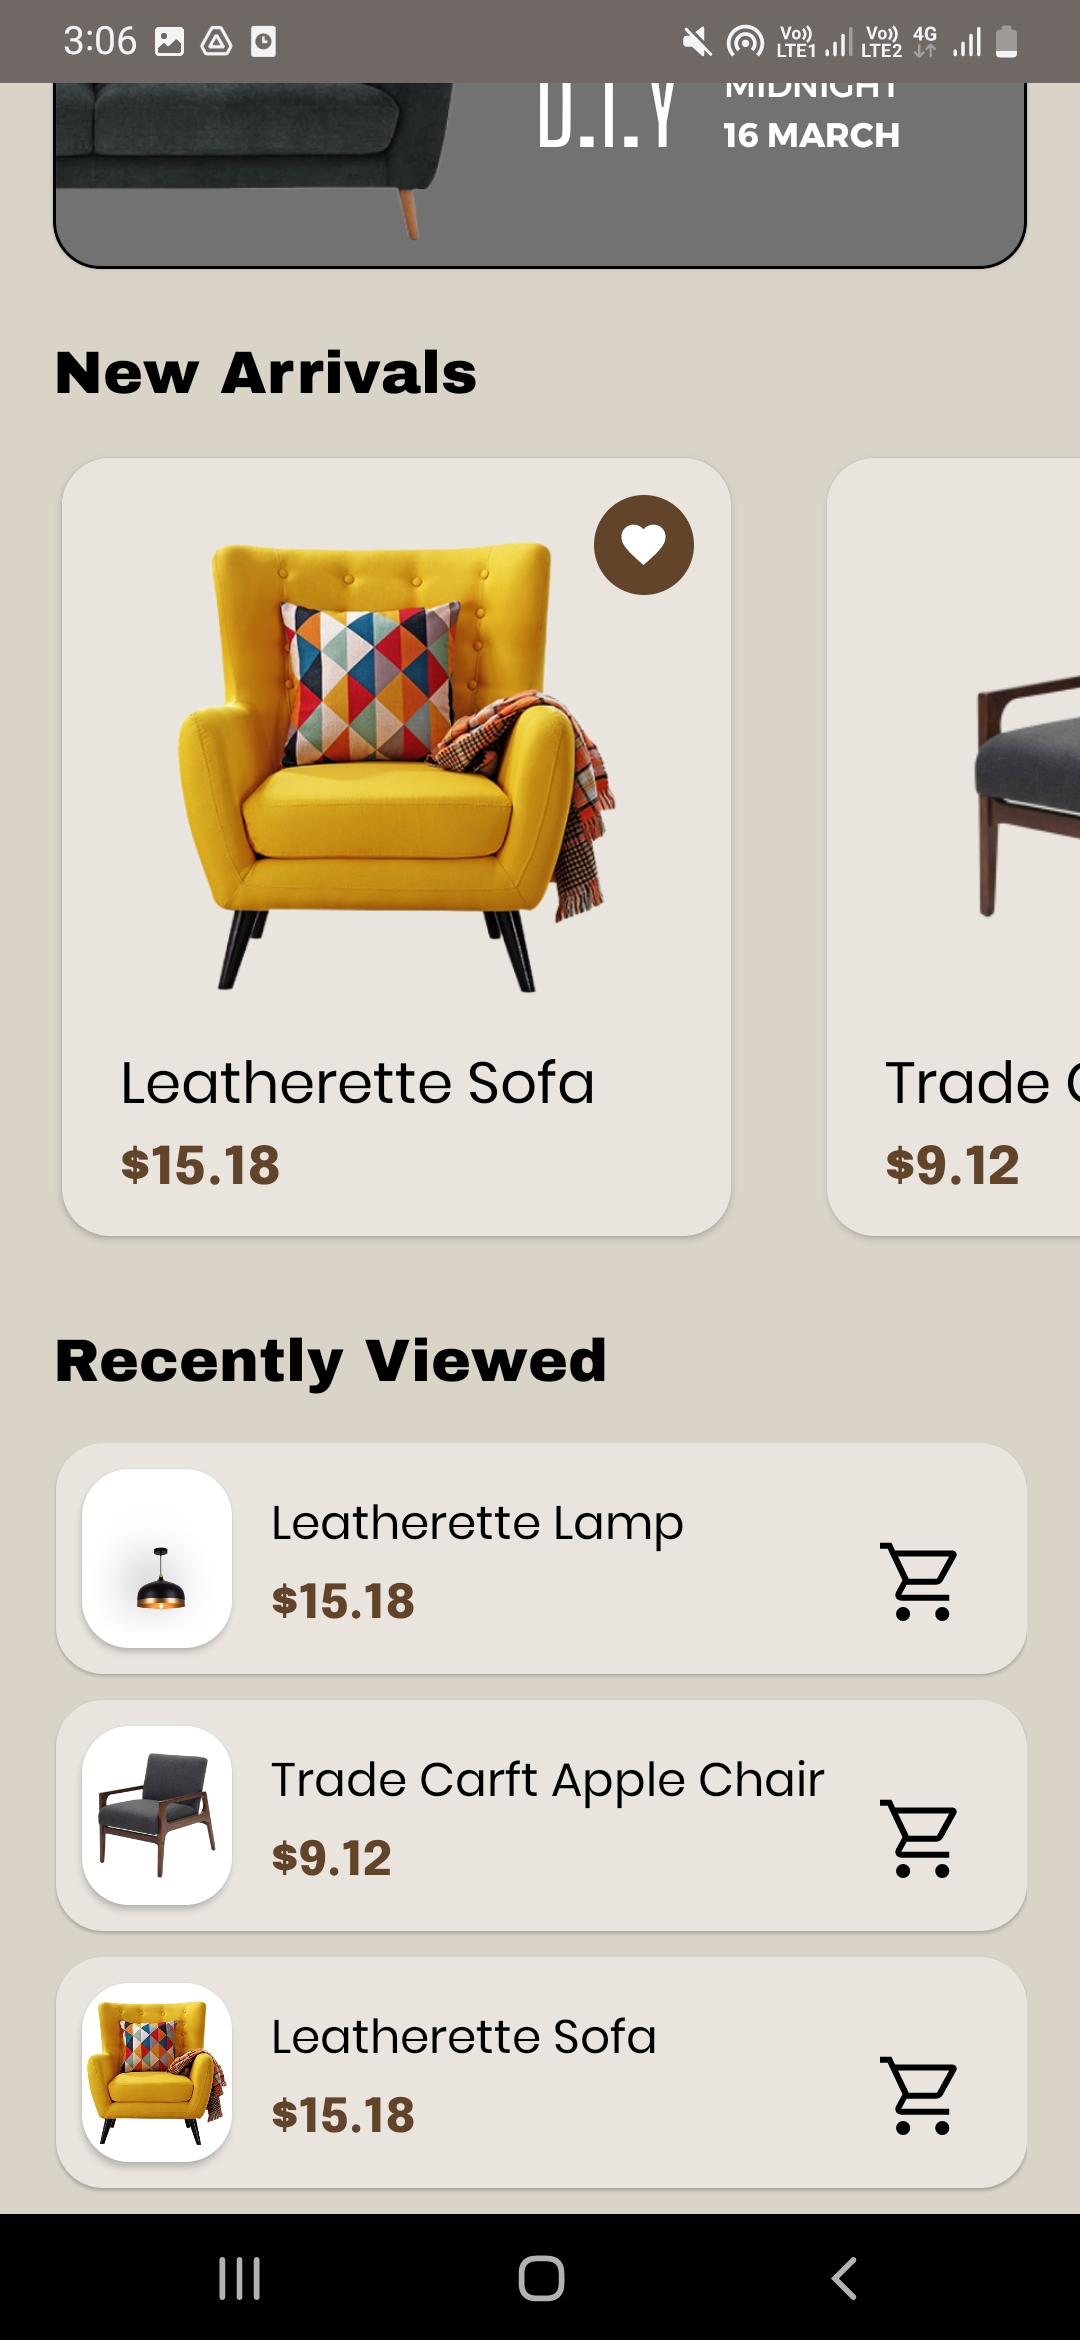 3:06
Vo)) LTE1 Vo)) LTE2 4G
D.I.Y
MIDNIGHT
16 MARCH
New Arrivals
Leatherette Sofa
$15.18
Trade
$9.12
Recently Viewed
Leatherette Lamp
$15.18
Trade Carft Apple Chair
$9.12
Leatherette Sofa
$15.18